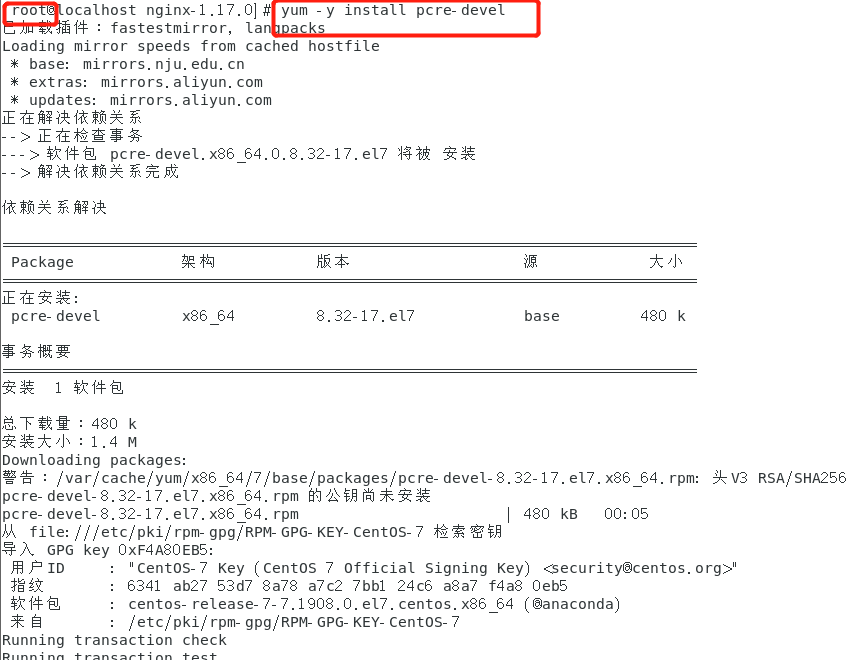 root@localhost nginx-1.17.0] # yum -y install pcre-devel
已加载插件：fastestmirror, langpacks
Loading mirror speeds from cached hostfile
* base: mirrors.nju.edu.cn
* extras: mirrors.aliyun.com
* updates: mirrors.aliyun.com
正在解决依赖关系
--> 正在检查事务
---> 软件包 pcre-devel.x86_64.0.8.32-17.el7 将被 安装
--> 解决依赖关系完成
依赖关系解决
Package 架构 版本 源 大小
正在安装:
pcre-devel x86_64 8.32-17.el7 base 480 k
事务概要
安装 1 软件包
总下载量：480 k
安装大小：1.4 M
Downloading packages:
警告：/var/cache/yum/x86_64/7/base/packages/pcre-devel-8.32-17.el7.x86_64.rpm: 头V3 RSA/SHA256
pcre-devel-8.32-17.el7.x86_64.rpm 的公钥尚未安装
pcre-devel-8.32-17.el7.x86_64.rpm | 480 kB 00:05
从 file:///etc/pki/rpm-gpg/RPM-GPG-KEY-CentOS-7 检索密钥
导入 GPG key 0xF4A80EB5:
用户ID : "CentOS-7 Key (CentOS 7 Official Signing Key) <security@centos.org>"
指纹 : 6341 ab27 53d7 8a78 a7c2 7bb1 24c6 a8a7 f4a8 0eb5
软件包 : centos-release-7-7.1908.0.el7.centos.x86_64 (@anaconda)
来自 : /etc/pki/rpm-gpg/RPM-GPG-KEY-CentOS-7
Running transaction check
Running transaction test